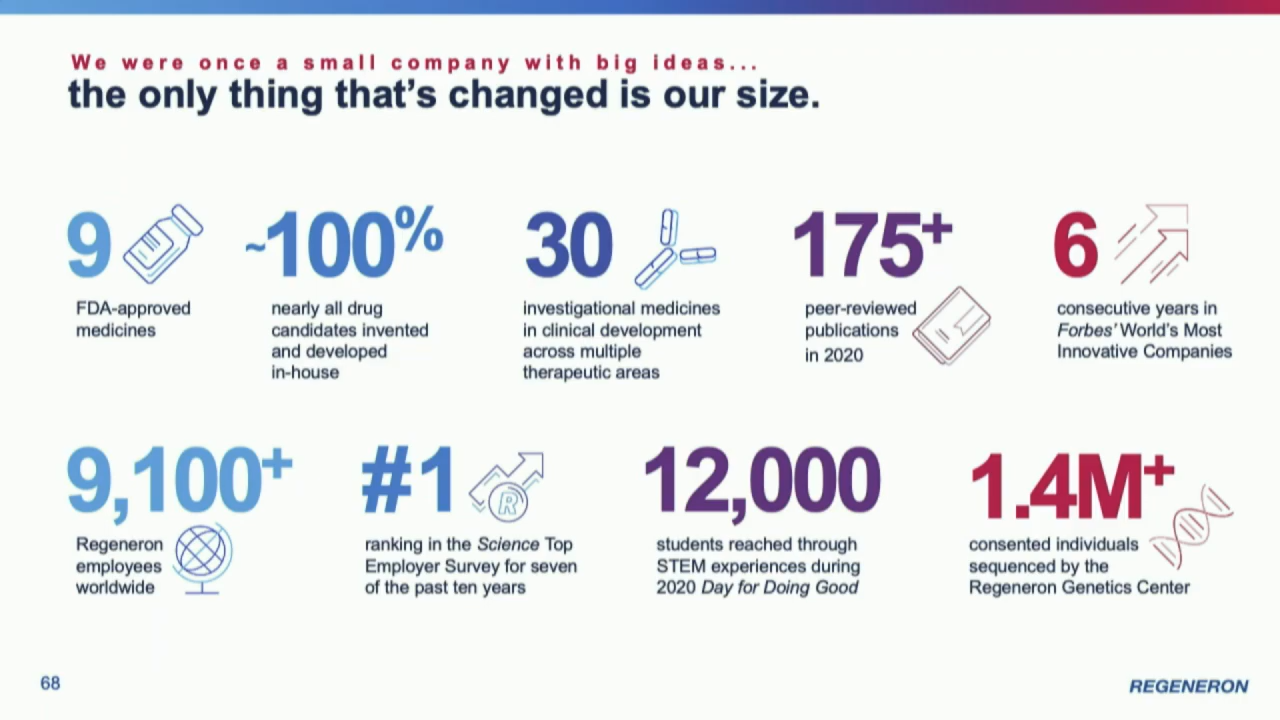 We were once a small company with big ideas...
the only thing that's changed is our size.
9
FDA-approved
medicines
~100%
nearly all drug
candidates invented
and developed
in-house
30
investigational medicines
in clinical development
across multiple
therapeutic areas
175+
peer-reviewed
publications
in 2020
6
consecutive years in
Forbes' World's Most
Innovative Companies
9,100+
Regeneron
employees
worldwide
#1
R
ranking in the Science Top
Employer Survey for seven
of the past ten years
12,000
students reached through
STEM experiences during
2020 Day for Doing Good
1.4M+
consented individuals
sequenced by the
Regeneron Genetics Center
68
REGENERON